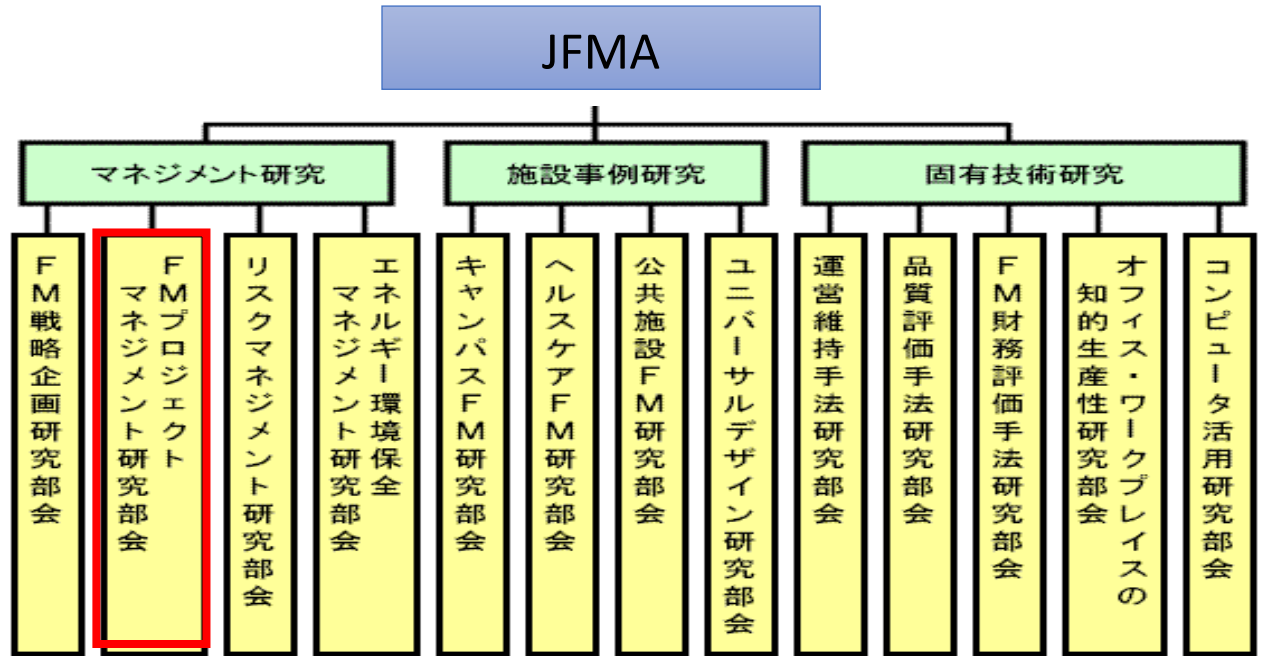 JFMA
マネジメント研究
施設事例研究
固有技術研究
FM戦略企画研究部会
FMプロジェクト
マネジメント研究部会
リスクマネジメント研究部会
エネルギー環境保全
マネジメント研究部会
キャンパスFM研究部会
ヘルスケアFM研究部会
公共施設FM研究部会
ユニバーサルデザイン研究部会
運営維持手法研究部会
品質評価手法研究部会
FM財務評価手法研究部会
オフィス・ワークプレイスの
知的生産性研究部会
コンピュータ活用研究部会